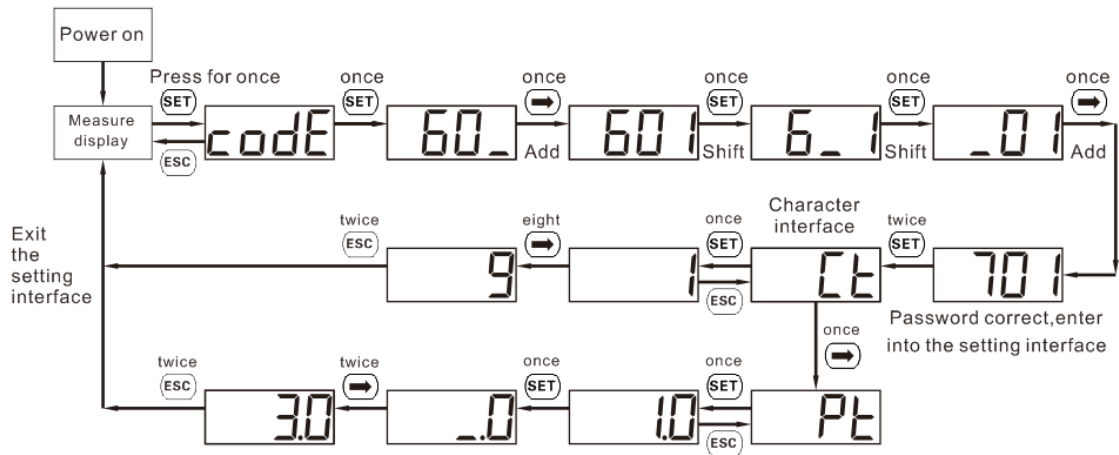 Power on
Press for once
once
once
once
once
once
SET
SET
SET
SET
Measure
display
codE
60_
601
6_1
_01
ESC
Add
Shift
Shift
Add
Character
interface
twice
eight
once
twice
ESC
SET
SET
Exit
the
setting
interface
9
1
Ct
701
ESC
Password correct,enter
into the setting interface
once
twice
twice
once
once
ESC
SET
SET
3.0
_.0
1.0
Pt
ESC